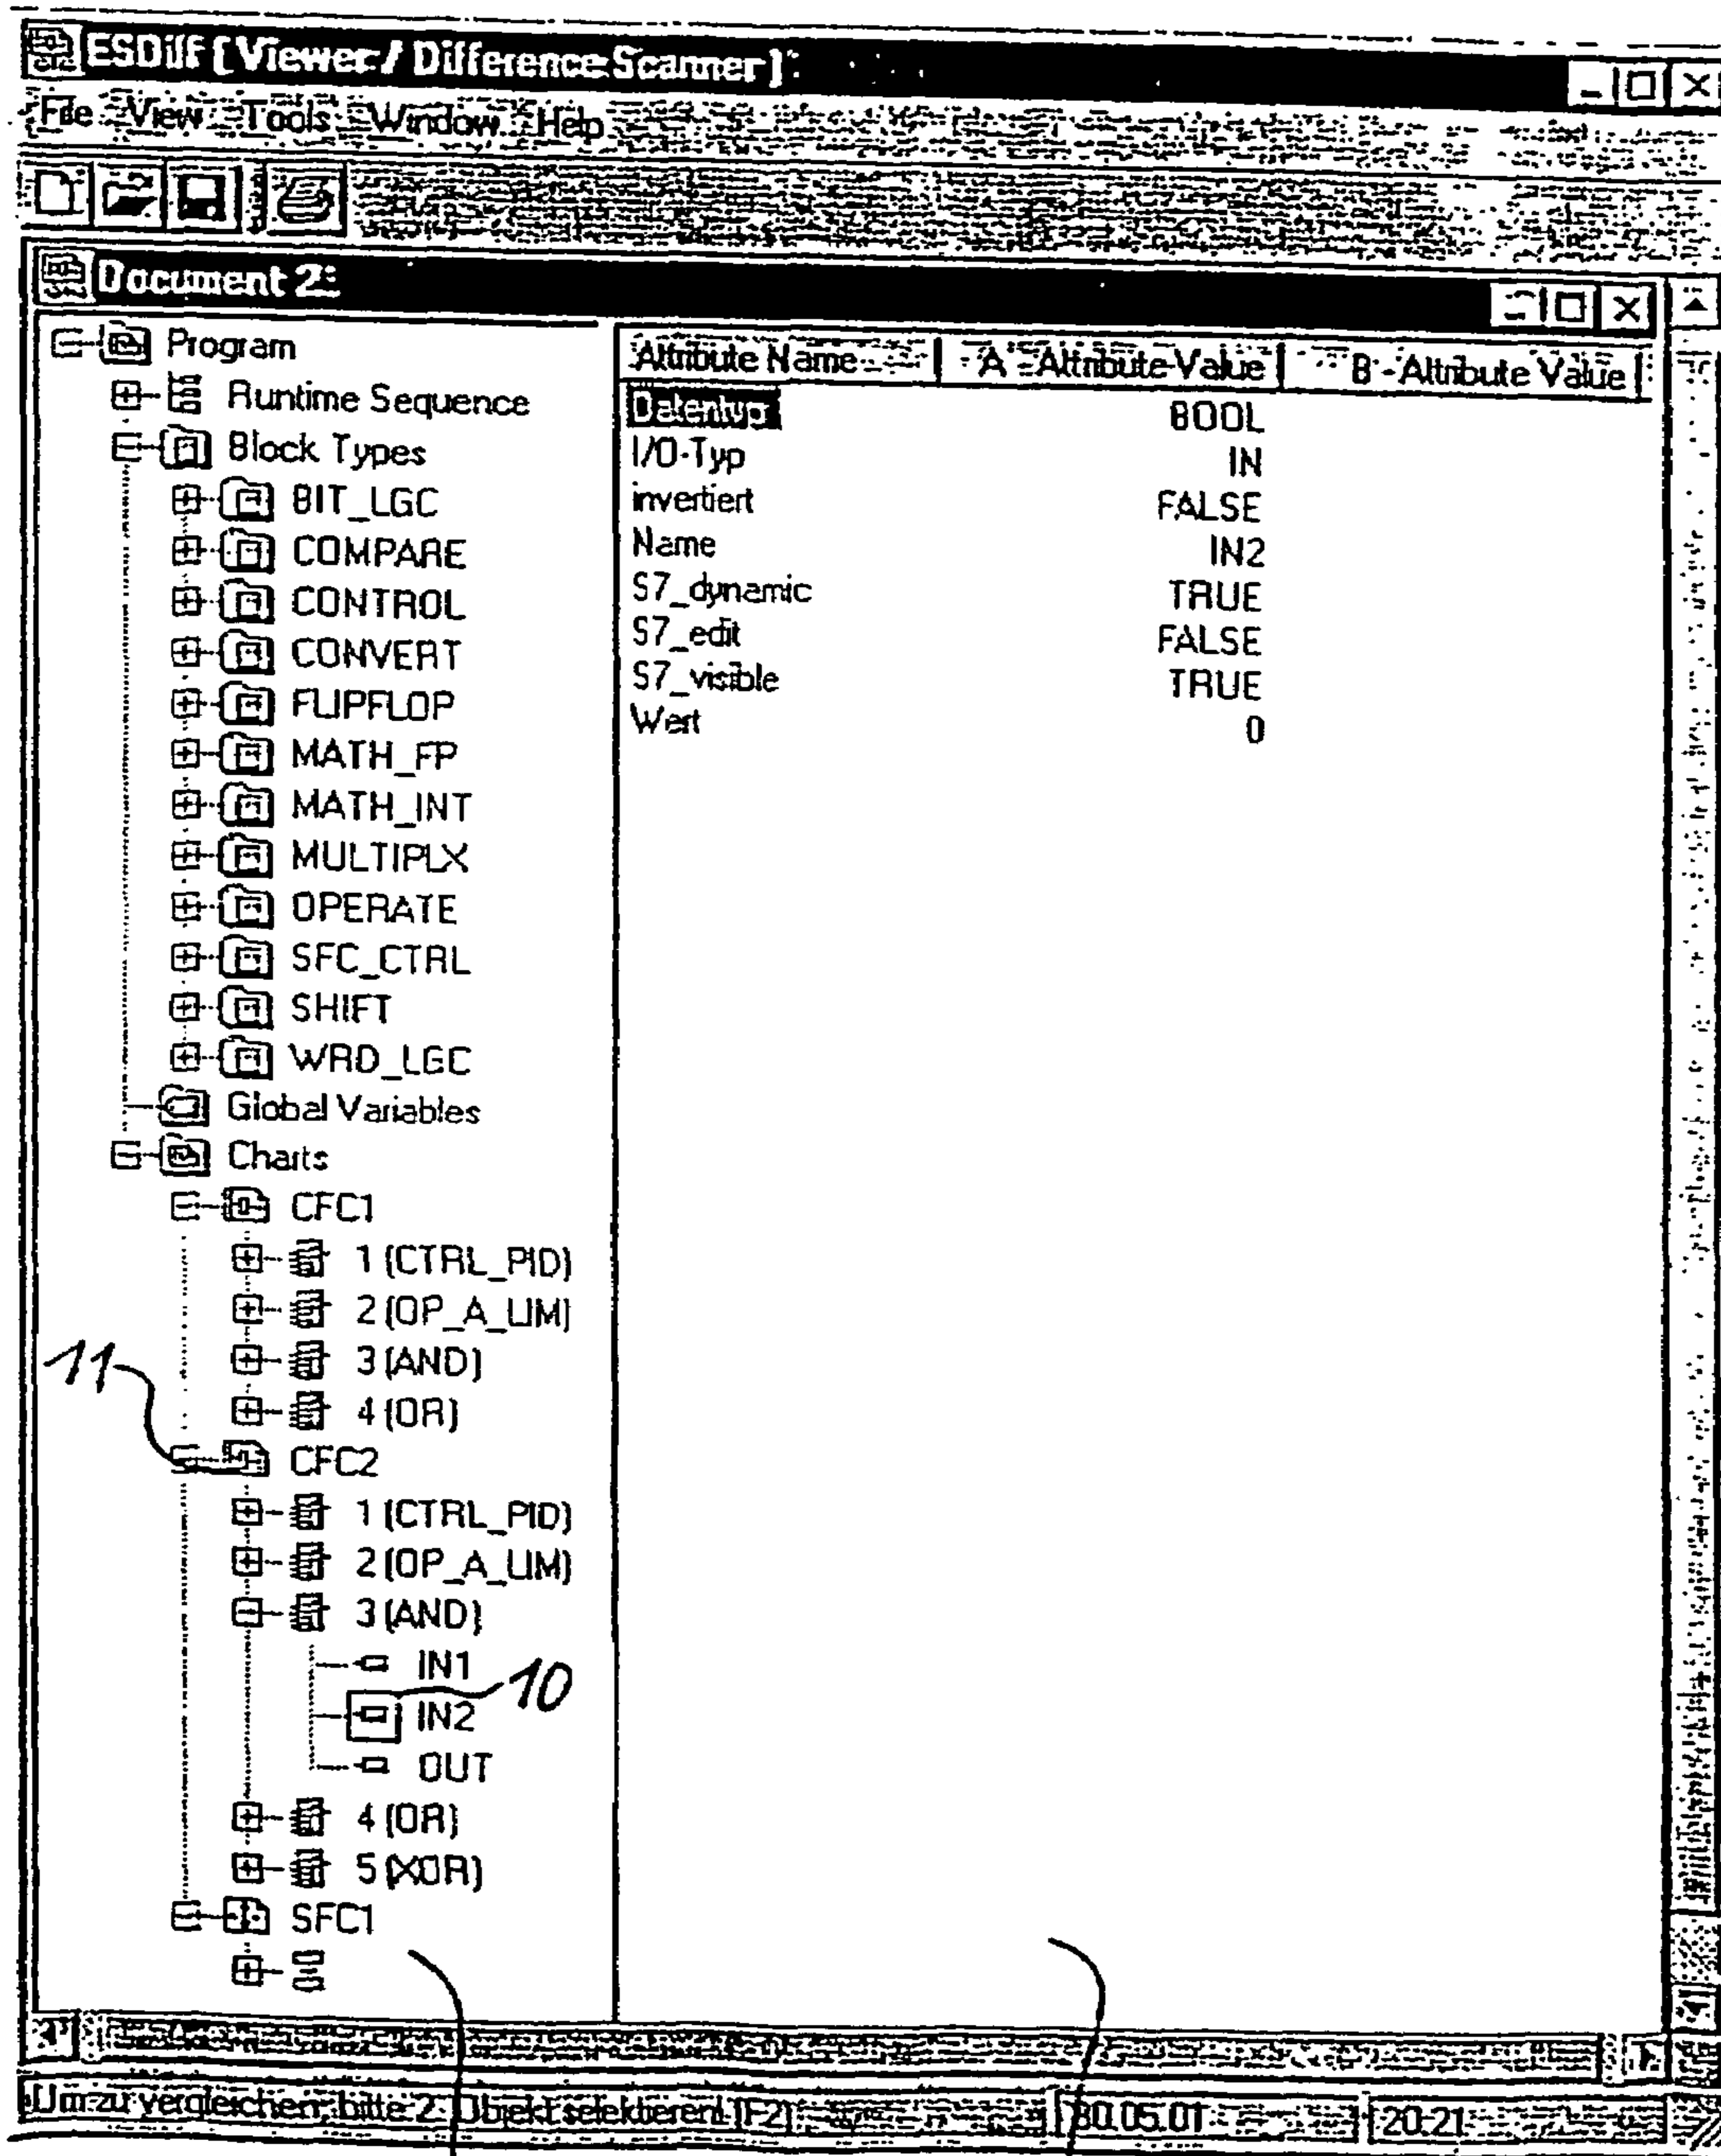 ESDiff [Viewer / Difference Scanner]
File View Tools Window Help
Document 2:
Program
Runtime Sequence
Block Types
BIT_LGC
COMPARE
CONTROL
CONVERT
FLIPFLOP
MATH_FP
MATH_INT
MULTIPLX
OPERATE
SFC_CTRL
SHIFT
WRD_LGC
Global Variables
Charts
CFC1
1 (CTRL_PID)
2 (OP_A_LIM)
3 (AND)
4 (OR)
11
CFC2
1 (CTRL_PID)
2 (OP_A_LIM)
3 (AND)
IN1
10
IN2
OUT
4 (OR)
5 (XOR)
SFC1
Attribute Name A - Attribute Value B - Attribute Value
Datentyp BOOL
I/O-Typ IN
invertiert FALSE
Name IN2
S7_dynamic TRUE
S7_edit FALSE
S7_visible TRUE
Wert 0
Um zu vergleichen, bitte 2. Objekt selektieren! (F2) 30.05.01 20:21